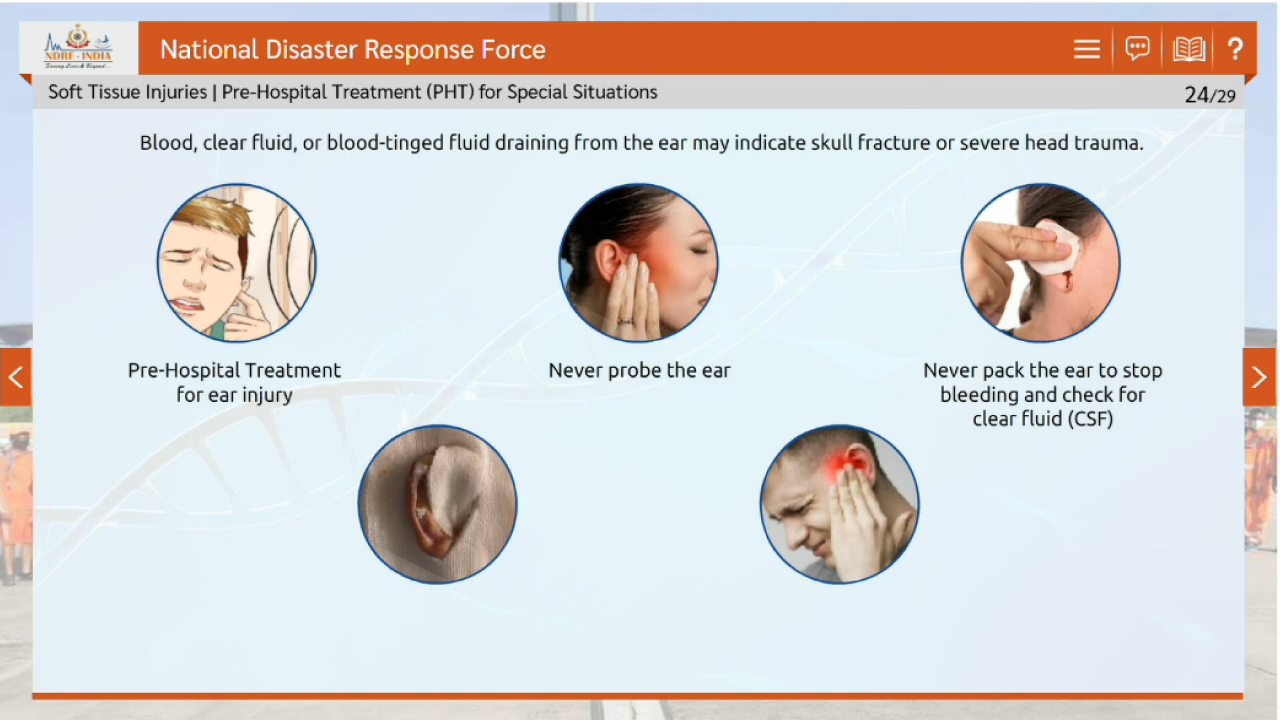 NDRF - INDIA
Saving Lives & Beyond...
National Disaster Response Force
?
Soft Tissue Injuries | Pre-Hospital Treatment (PHT) for Special Situations
24/29
Blood, clear fluid, or blood-tinged fluid draining from the ear may indicate skull fracture or severe head trauma.
Pre-Hospital Treatment
for ear injury
Never probe the ear
Never pack the ear to stop
bleeding and check for
clear fluid (CSF)